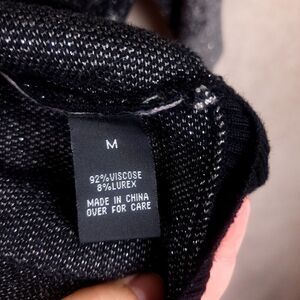 M
92%VISCOSE
8%LUREX
MADE IN CHINA
OVER FOR CARE